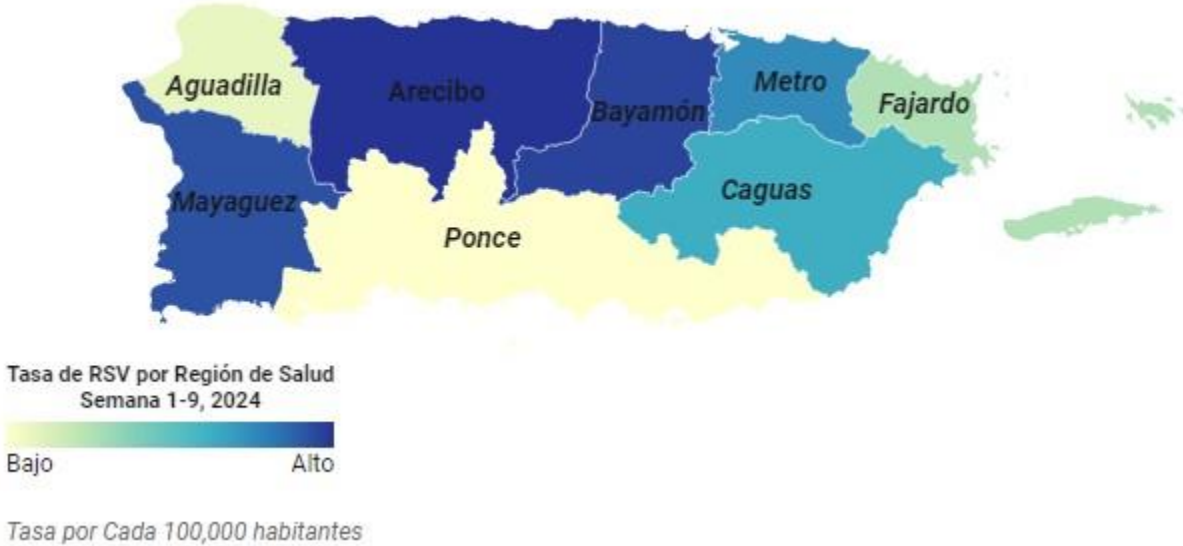 Aguadilla
Arecibo
Bayamón
Metro
Fajardo
Mayaguez
Caguas
Ponce
Tasa de RSV por Región de Salud
Semana 1-9, 2024
Bajo
Alto
Tasa por Cada 100,000 habitantes